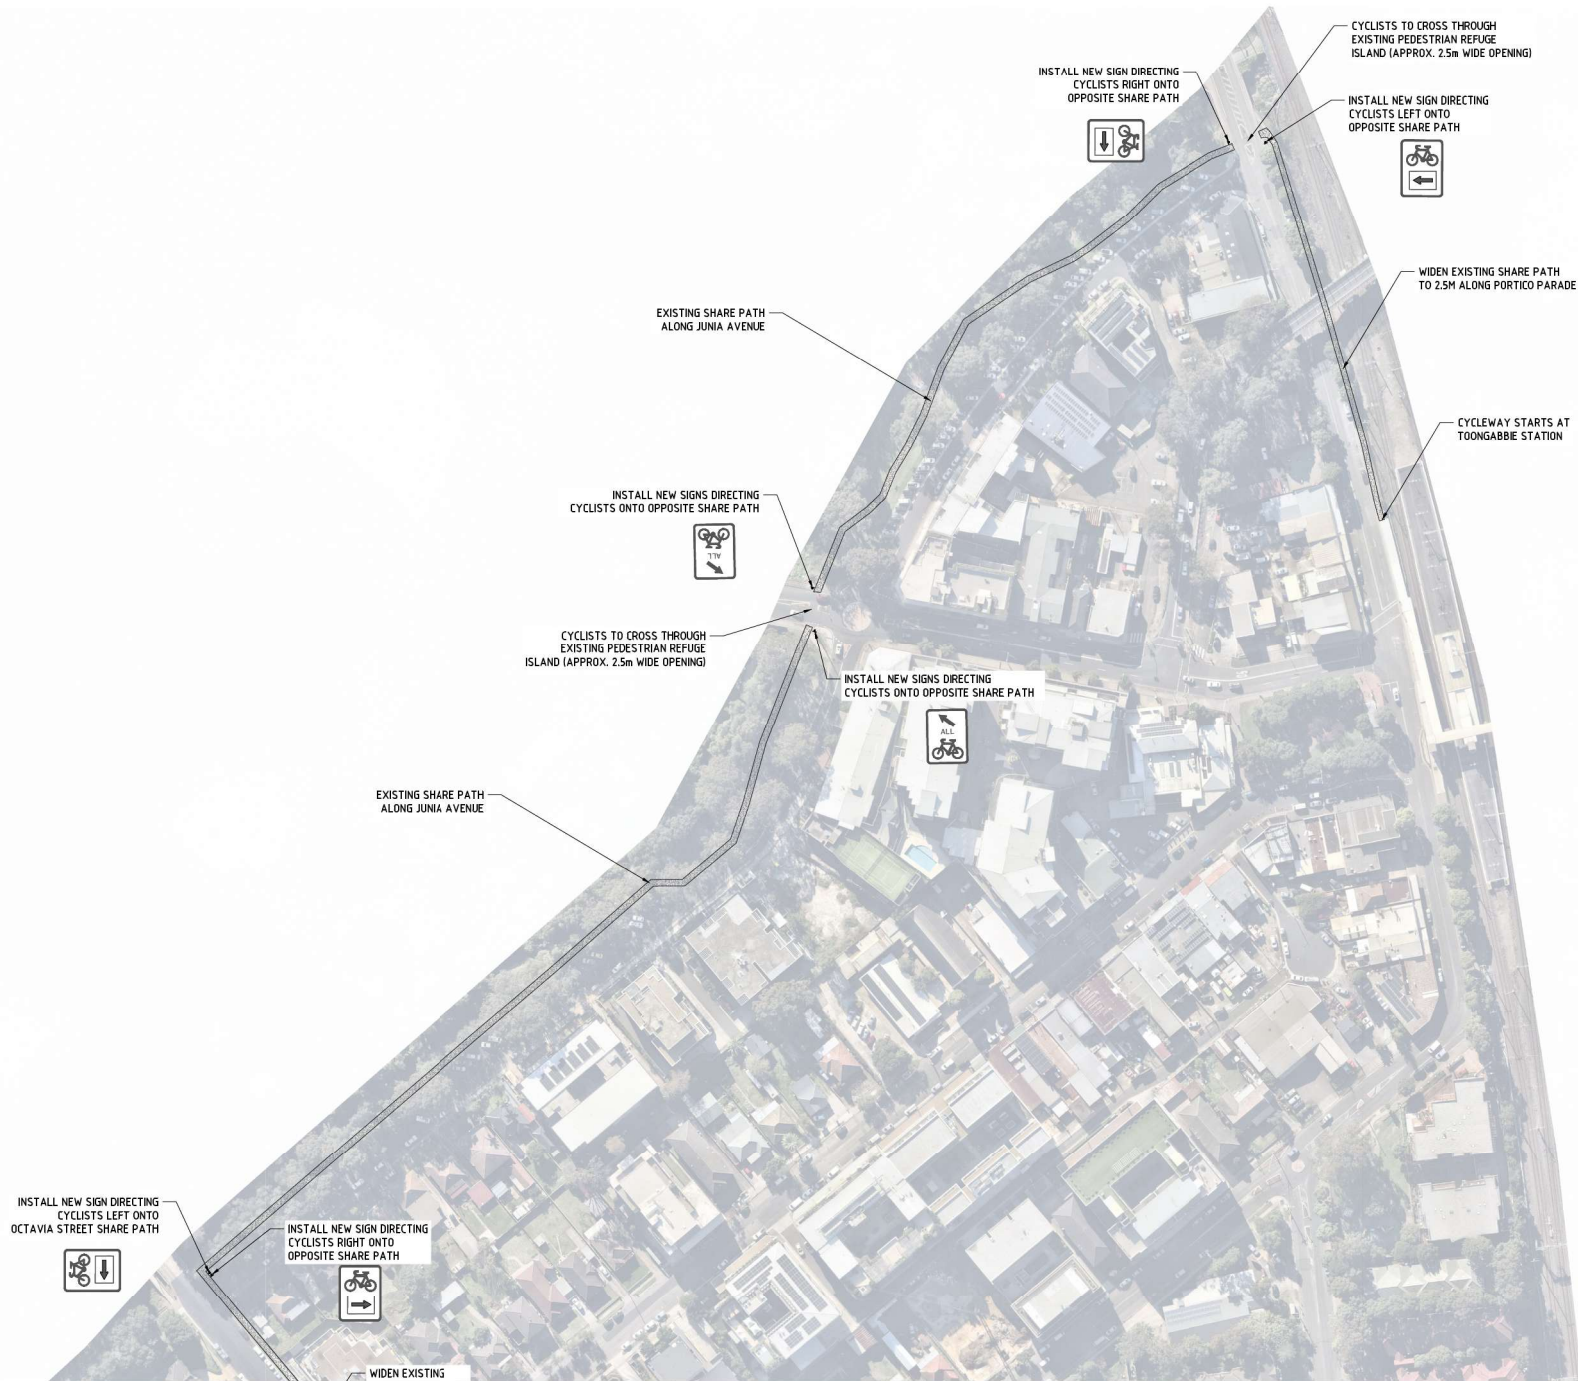 CYCLISTS TO CROSS THROUGH
EXISTING PEDESTRIAN REFUGE
ISLAND (APPROX. 2.5m WIDE OPENING)
INSTALL NEW SIGN DIRECTING
CYCLISTS RIGHT ONTO
OPPOSITE SHARE PATH
INSTALL NEW SIGN DIRECTING
CYCLISTS LEFT ONTO
OPPOSITE SHARE PATH
WIDEN EXISTING SHARE PATH
TO 2.5M ALONG PORTICO PARADE
EXISTING SHARE PATH
ALONG JUNIA AVENUE
CYCLEWAY STARTS AT
TOONGABBIE STATION
INSTALL NEW SIGNS DIRECTING
CYCLISTS ONTO OPPOSITE SHARE PATH
ALL
CYCLISTS TO CROSS THROUGH
EXISTING PEDESTRIAN REFUGE
ISLAND (APPROX. 2.5m WIDE OPENING)
INSTALL NEW SIGNS DIRECTING
CYCLISTS ONTO OPPOSITE SHARE PATH
ALL
EXISTING SHARE PATH
ALONG JUNIA AVENUE
INSTALL NEW SIGN DIRECTING
CYCLISTS LEFT ONTO
OCTAVIA STREET SHARE PATH
INSTALL NEW SIGN DIRECTING
CYCLISTS RIGHT ONTO
OPPOSITE SHARE PATH
WIDEN EXISTING